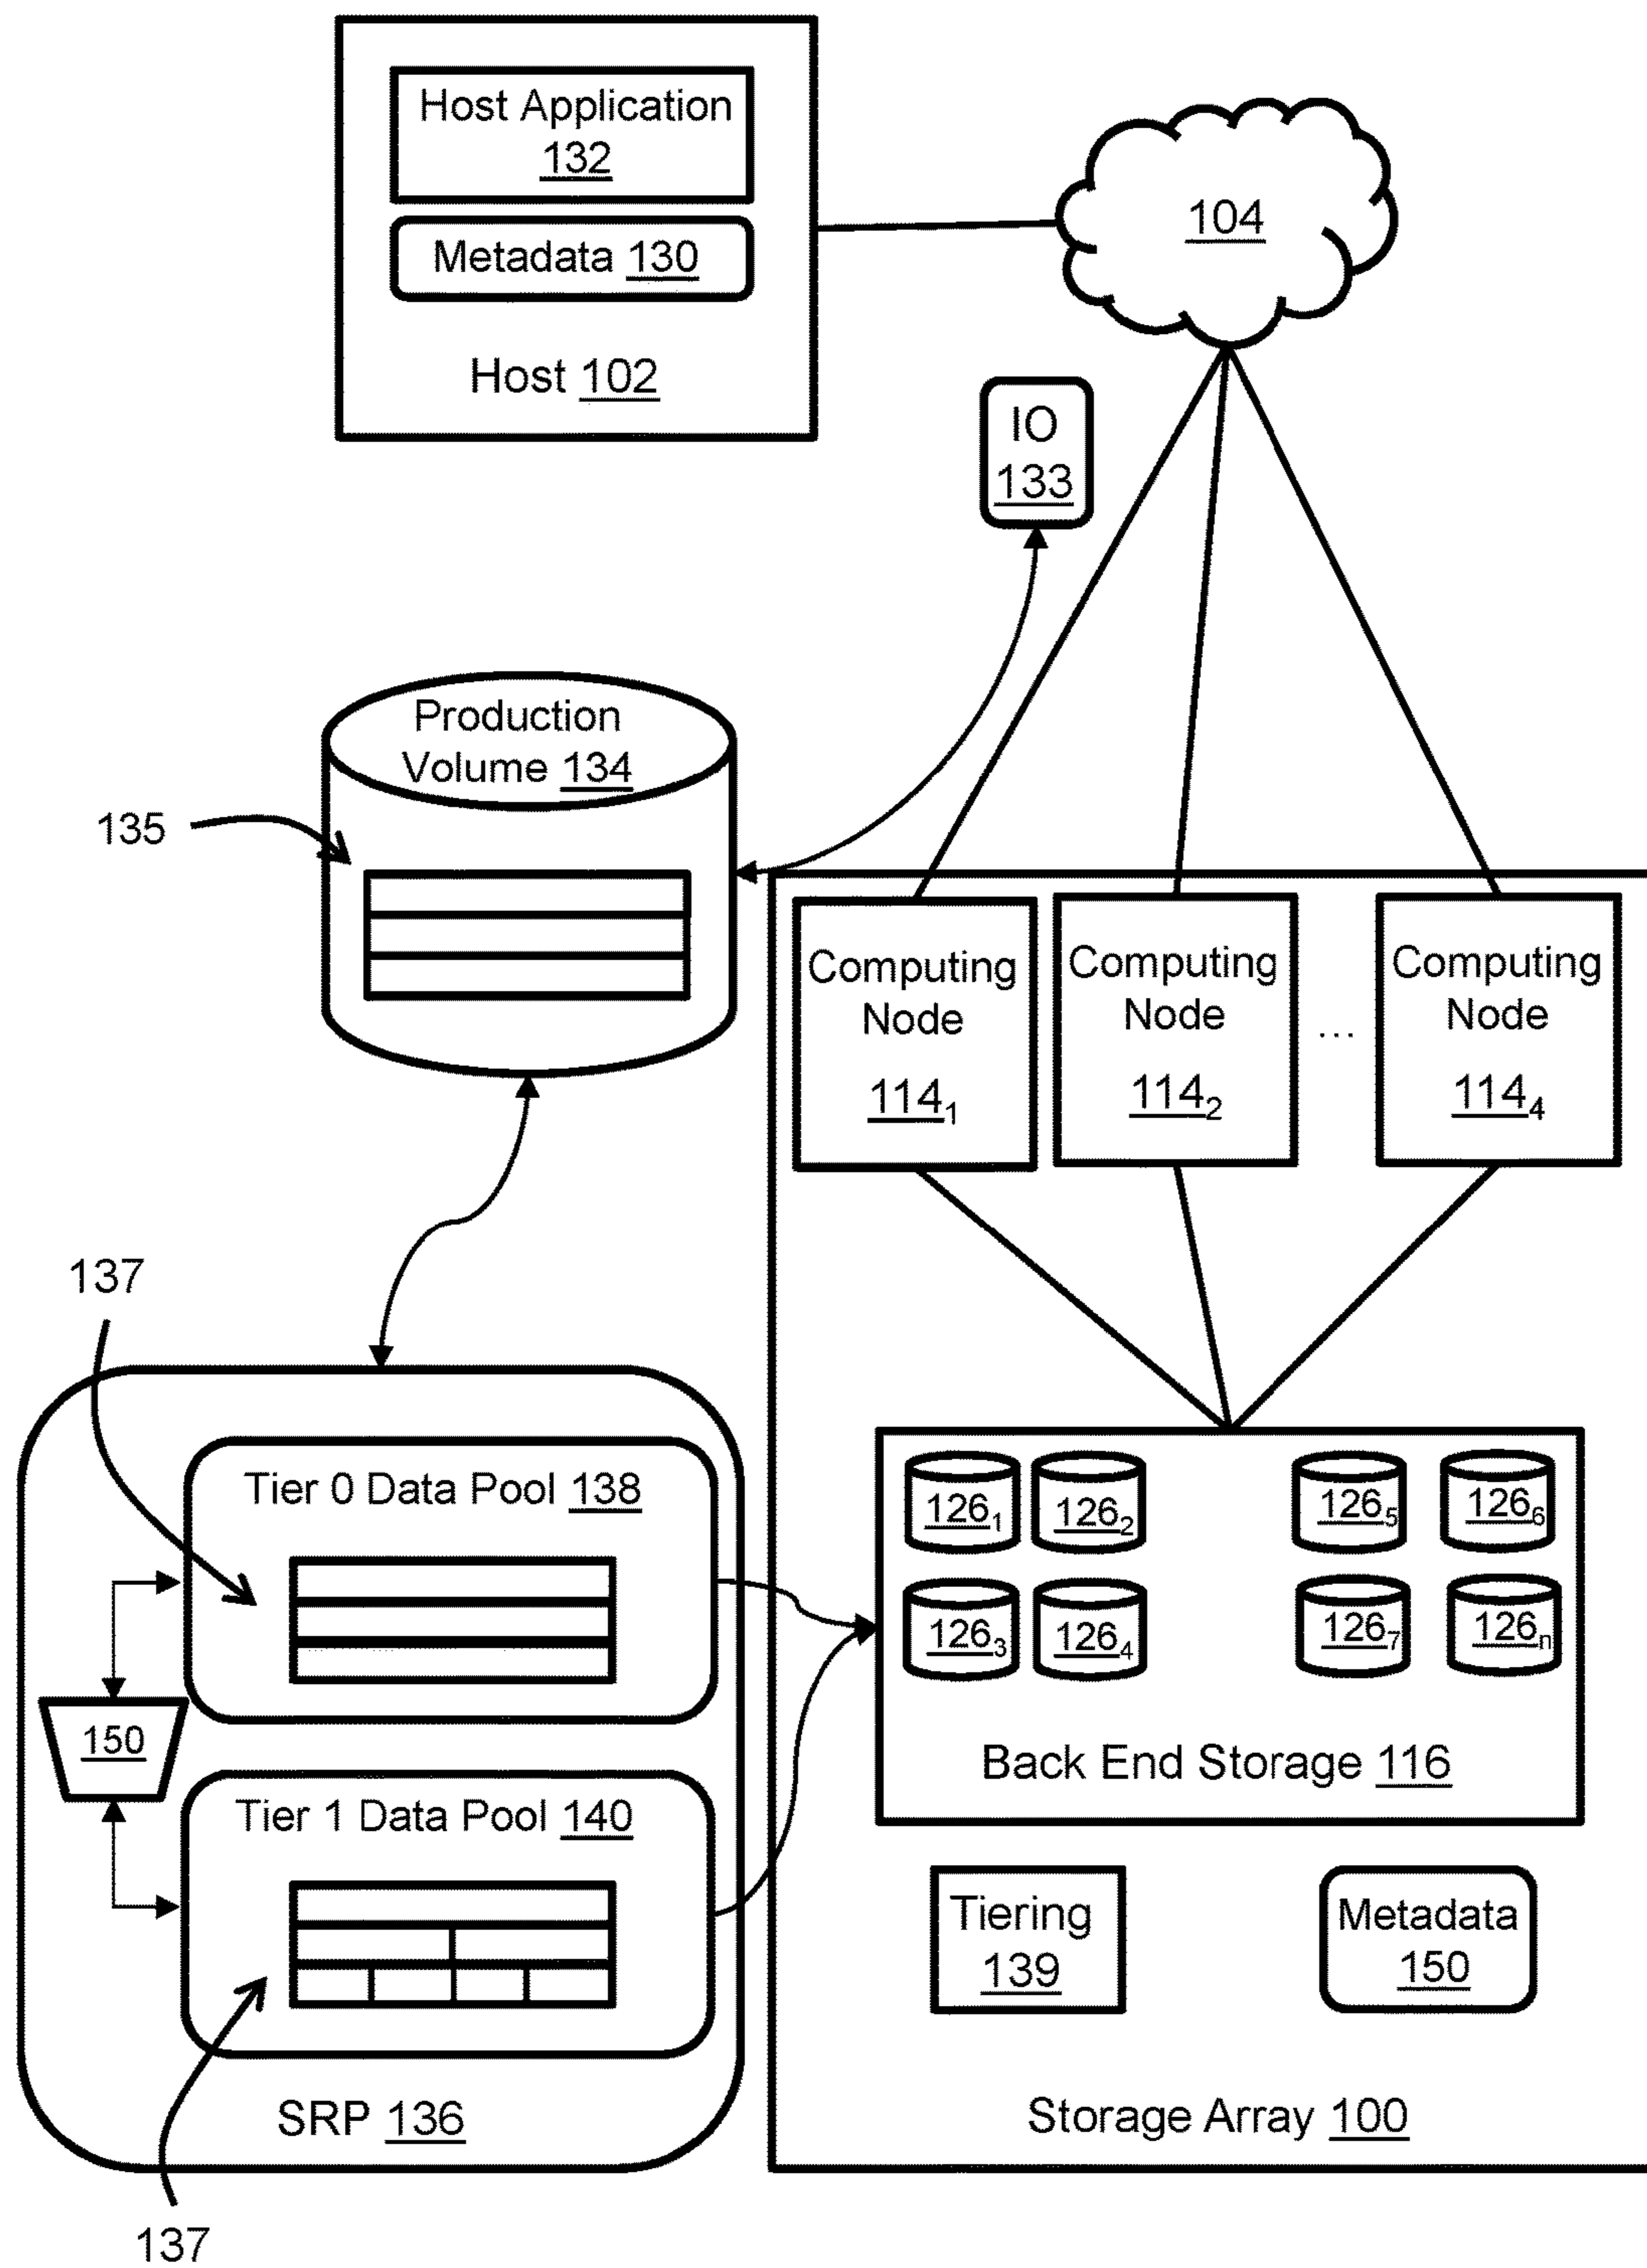 Host Application
132
Metadata 130
Host 102
104
IO
133
Production
Volume 134
135
Computing
Node
114₁
Computing
Node
114₂
...
Computing
Node
114₄
137
Tier 0 Data Pool 138
150
Tier 1 Data Pool 140
SRP 136
137
126₁
126₂
126₅
126₆
126₃
126₄
126₇
126ₙ
Back End Storage 116
Tiering
139
Metadata
150
Storage Array 100